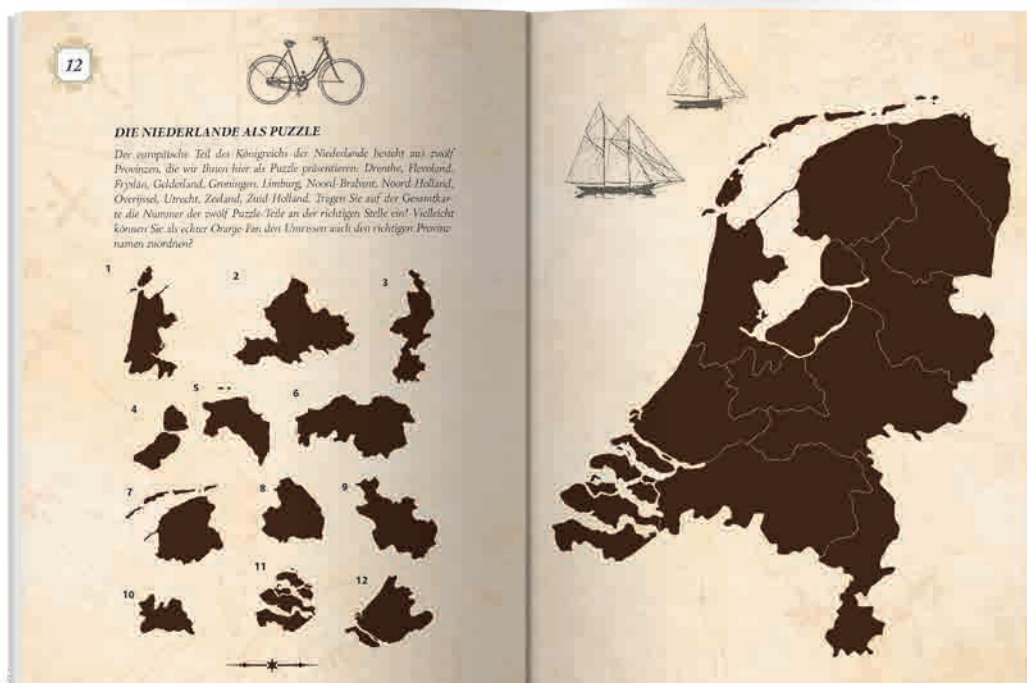 12
DIE NIEDERLANDE ALS PUZZLE
Der europäische Teil des Königreichs der Niederlande besteht aus zwölf
Provinzen, die wir Ihnen hier als Puzzle präsentieren: Drenthe, Flevoland,
Fryslân, Gelderland, Groningen, Limburg, Noord-Brabant, Noord-Holland,
Overijssel, Utrecht, Zeeland, Zuid-Holland. Tragen Sie auf der Gesamtkar-
te die Nummer der zwölf Puzzle-Teile an der richtigen Stelle ein! Vielleicht
können Sie als echter Oranje-Fan den Umrissen auch den richtigen Provinz-
namen zuordnen?
1
2
3
4
5
6
7
8
9
10
11
12